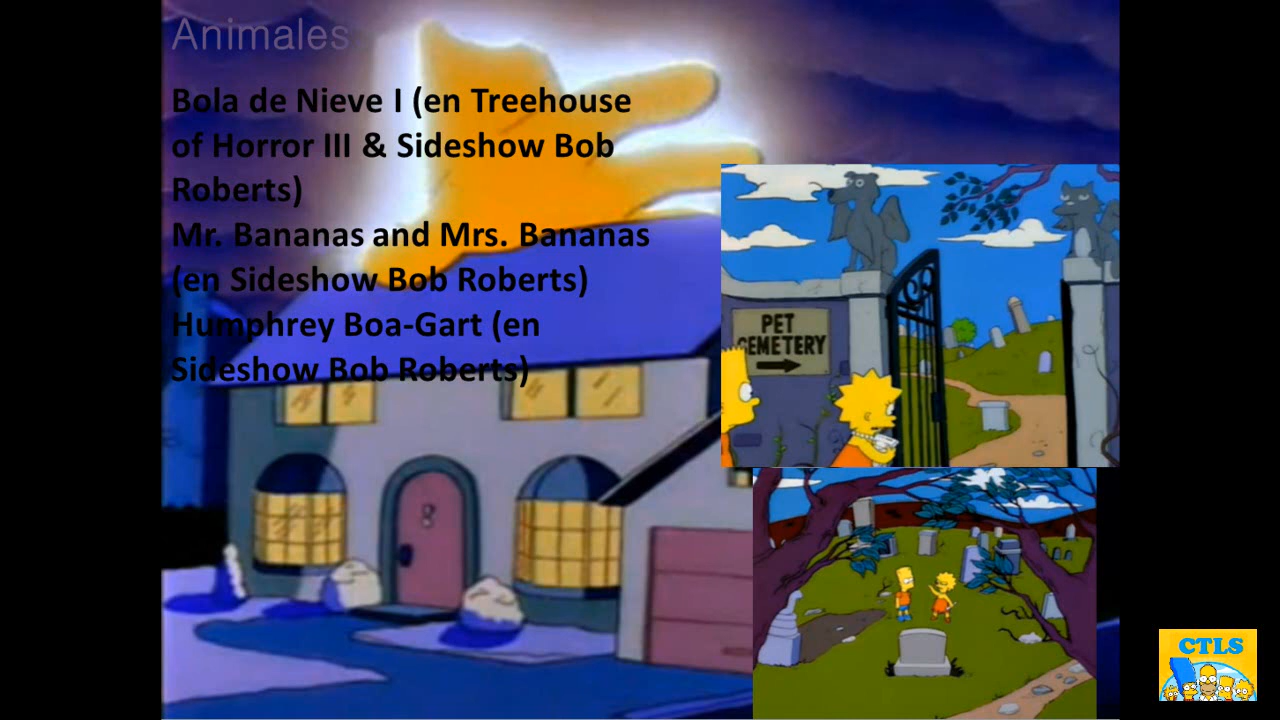 Animales
Bola de Nieve I (en Treehouse
of Horror III & Sideshow Bob
Roberts)
Mr. Bananas and Mrs. Bananas
(en Sideshow Bob Roberts)
Humphrey Boa-Gart (en
Sideshow Bob Roberts)
PET
CEMETERY
CTLS